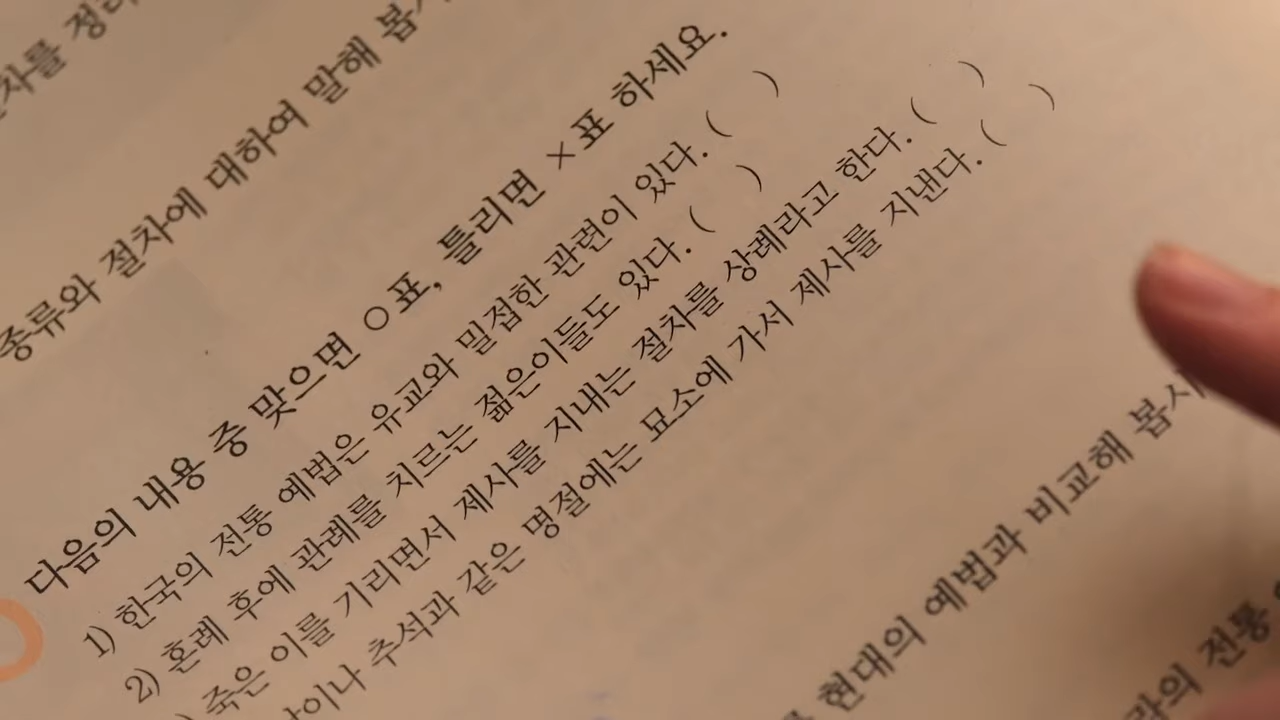 종류와 절차에 대하여 말해 봅시
다음의 내용 중 맞으면 ○표, 틀리면 ×표 하세요.
1) 한국의 전통 예법은 유교와 밀접한 관련이 있다. ( )
2) 혼례 후에 관례를 치르는 젊은이들도 있다. ( )
) 죽은 이를 기리면서 제사를 지내는 절차를 상례라고 한다. ( )
이나 추석과 같은 명절에는 묘소에 가서 제사를 지낸다. ( )
현대의 예법과 비교해 봅시
전통